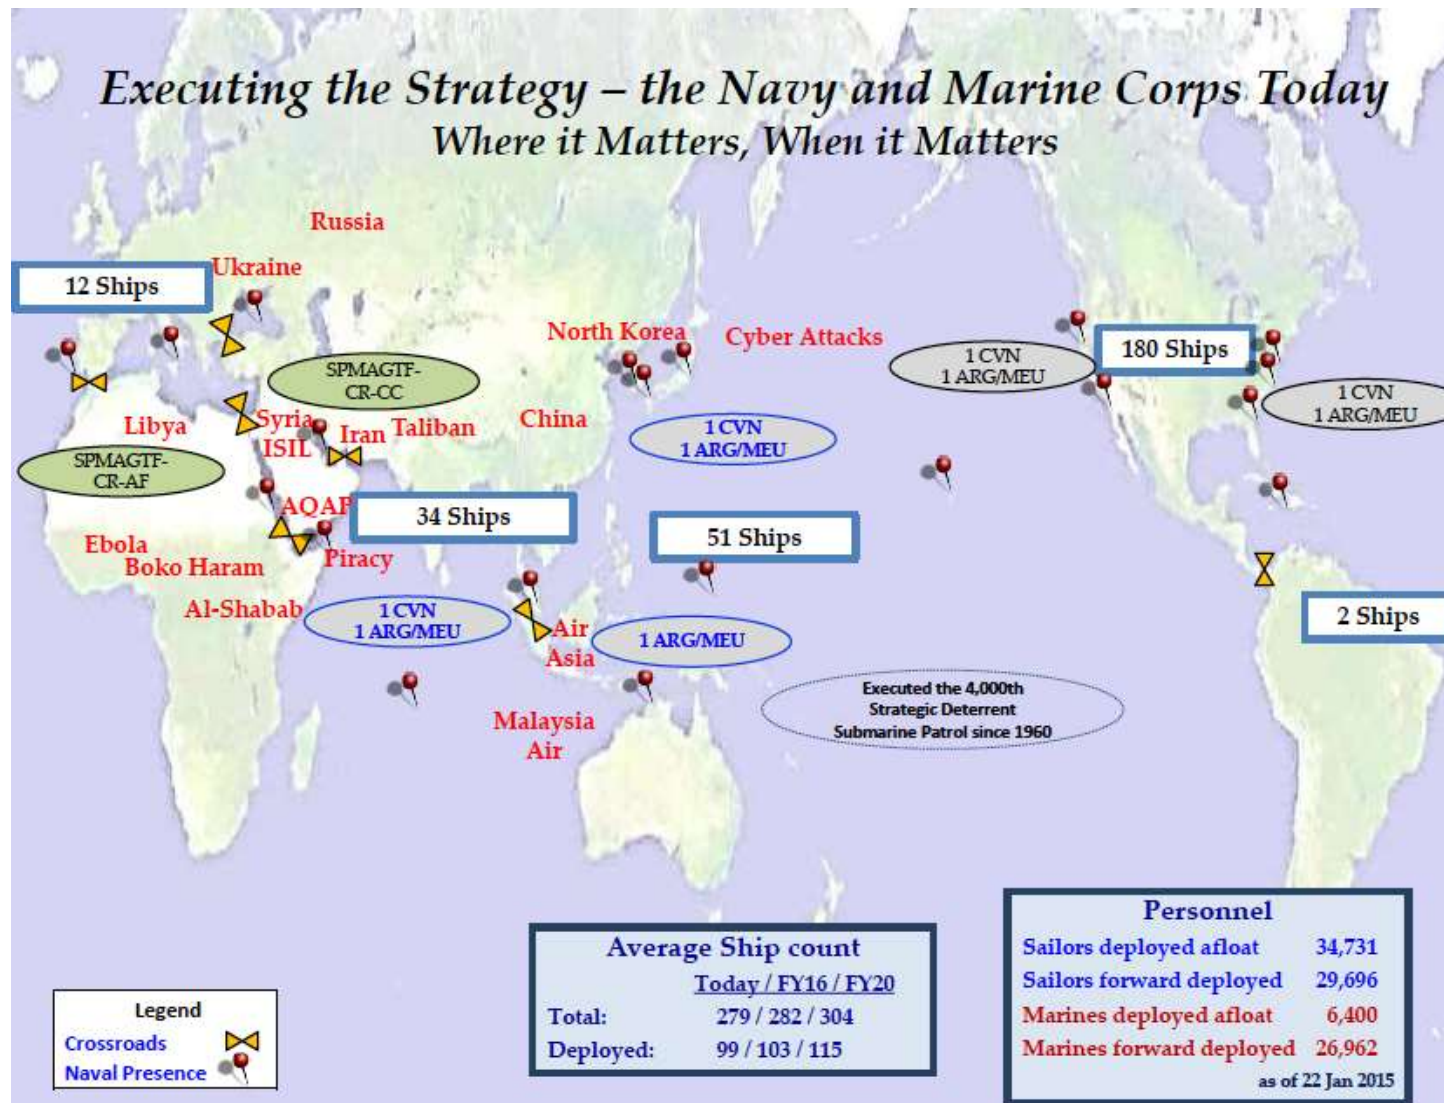 Executing the Strategy – the Navy and Marine Corps Today
Where it Matters, When it Matters
Russia
Ukraine
12 Ships
North Korea
Cyber Attacks
1 CVN
1 ARG/MEU
180 Ships
1 CVN
1 ARG/MEU
SPMAGTF-
CR-CC
Libya
Syria
ISIL
Iran
Taliban
China
1 CVN
1 ARG/MEU
SPMAGTF-
CR-AF
AQAP
34 Ships
51 Ships
Ebola
Boko Haram
Piracy
Al-Shabab
1 CVN
1 ARG/MEU
Air
Asia
1 ARG/MEU
2 Ships
Malaysia
Air
Executed the 4,000th
Strategic Deterrent
Submarine Patrol since 1960
Average Ship count
Today / FY16 / FY20
Total: 279 / 282 / 304
Deployed: 99 / 103 / 115
Personnel
Sailors deployed afloat 34,731
Sailors forward deployed 29,696
Marines deployed afloat 6,400
Marines forward deployed 26,962
as of 22 Jan 2015
Legend
Crossroads
Naval Presence